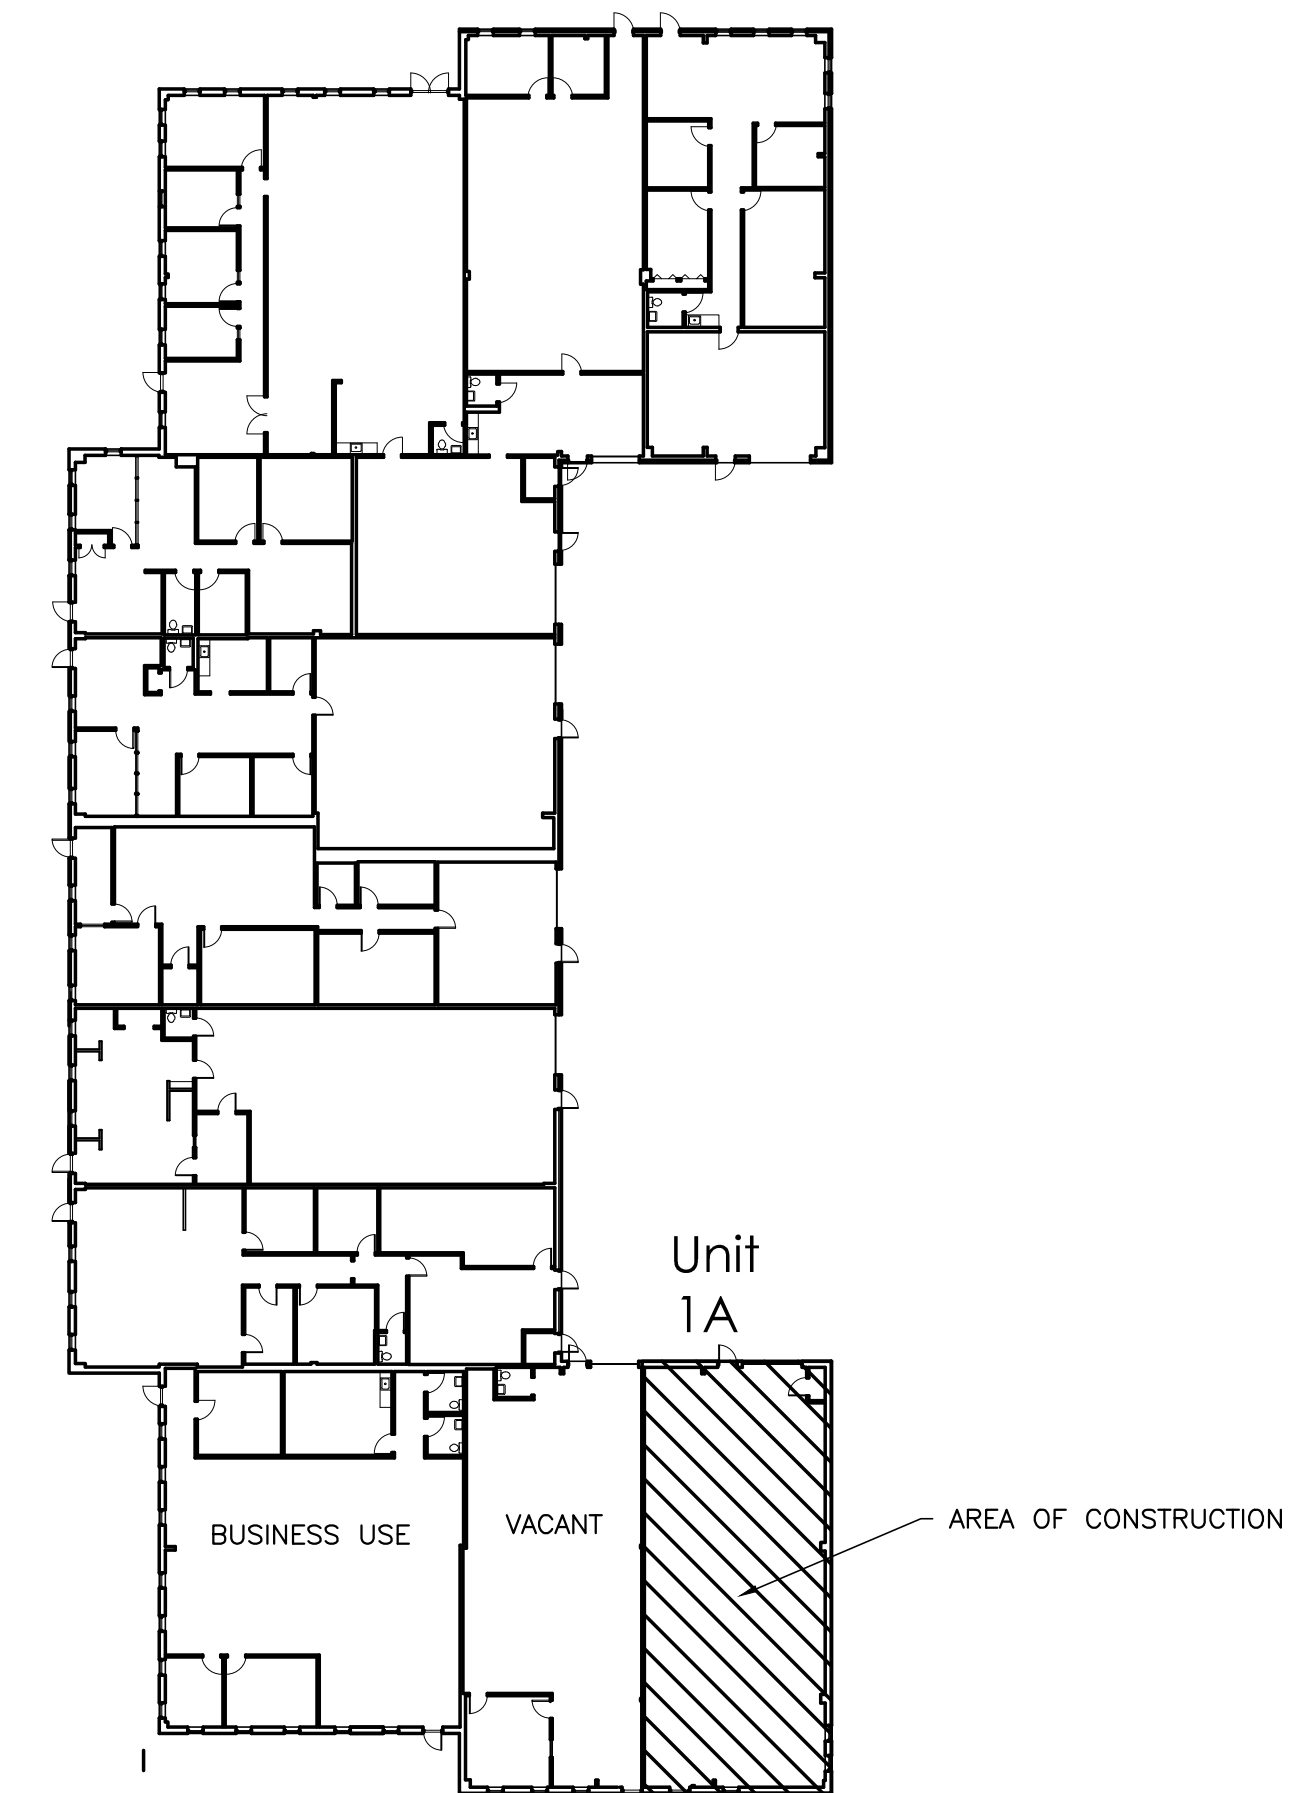 Unit
1A
AREA OF CONSTRUCTION
VACANT
BUSINESS USE